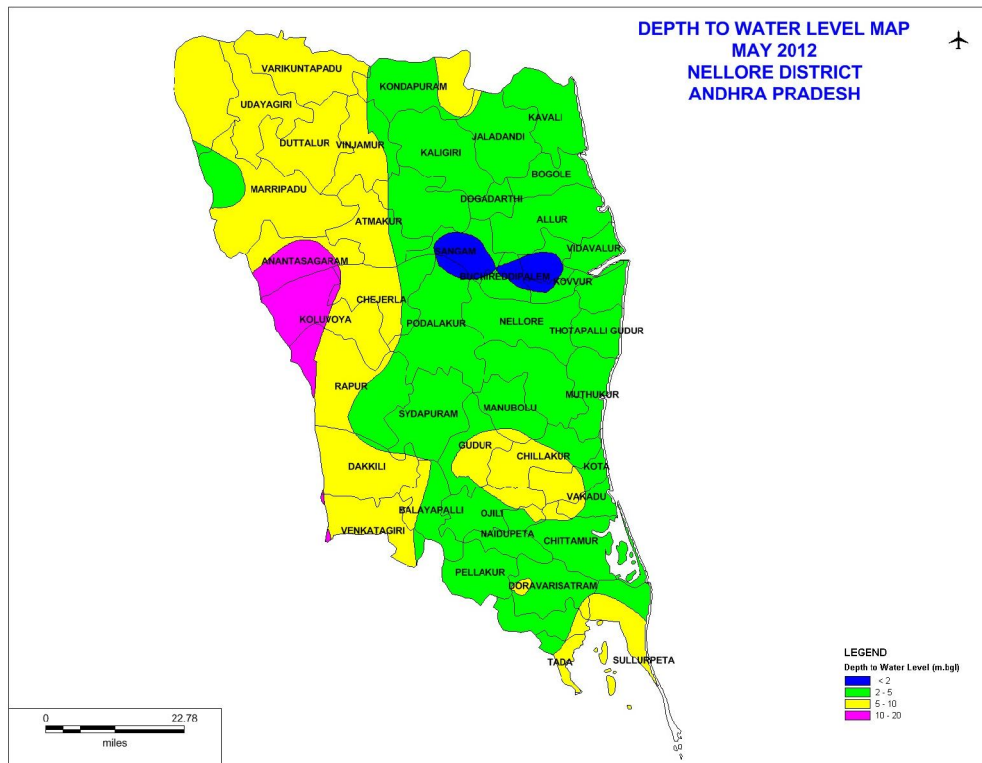 DEPTH TO WATER LEVEL MAP
MAY 2012
NELLORE DISTRICT
ANDHRA PRADESH
VARIKUNTAPADU
KONDAPURAM
UDAYAGIRI
KAVALI
JALADANDI
DUTTALUR
VINJAMUR
KALIGIRI
BOGOLE
MARRIPADU
DOGADARTHI
ATMAKUR
ALLUR
SANGAM
VIDAVALUR
ANANTASAGARAM
BUCHIREDDIPALEM
KOVVUR
CHEJERLA
KOLUVOYA
PODALAKUR
NELLORE
THOTAPALLI GUDUR
RAPUR
MUTHUKUR
SYDAPURAM
MANUBOLU
GUDUR
CHILLAKUR
DAKKILI
KOTA
VAKADU
BALAYAPALLI
OJILI
VENKATAGIRI
NAIDUPETA
CHITTAMUR
PELLAKUR
DORAVARISATRAM
TADA
SULLURPETA
LEGEND
Depth to Water Level (m.bgl)
< 2
2 - 5
5 - 10
10 - 20
0 22.78
miles